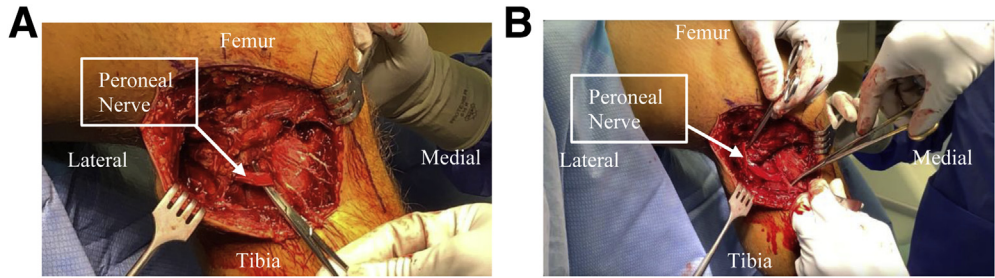 A
Femur
Peroneal
Nerve
Lateral
Medial
Tibia
B
Femur
Peroneal
Nerve
Lateral
Medial
Tibia